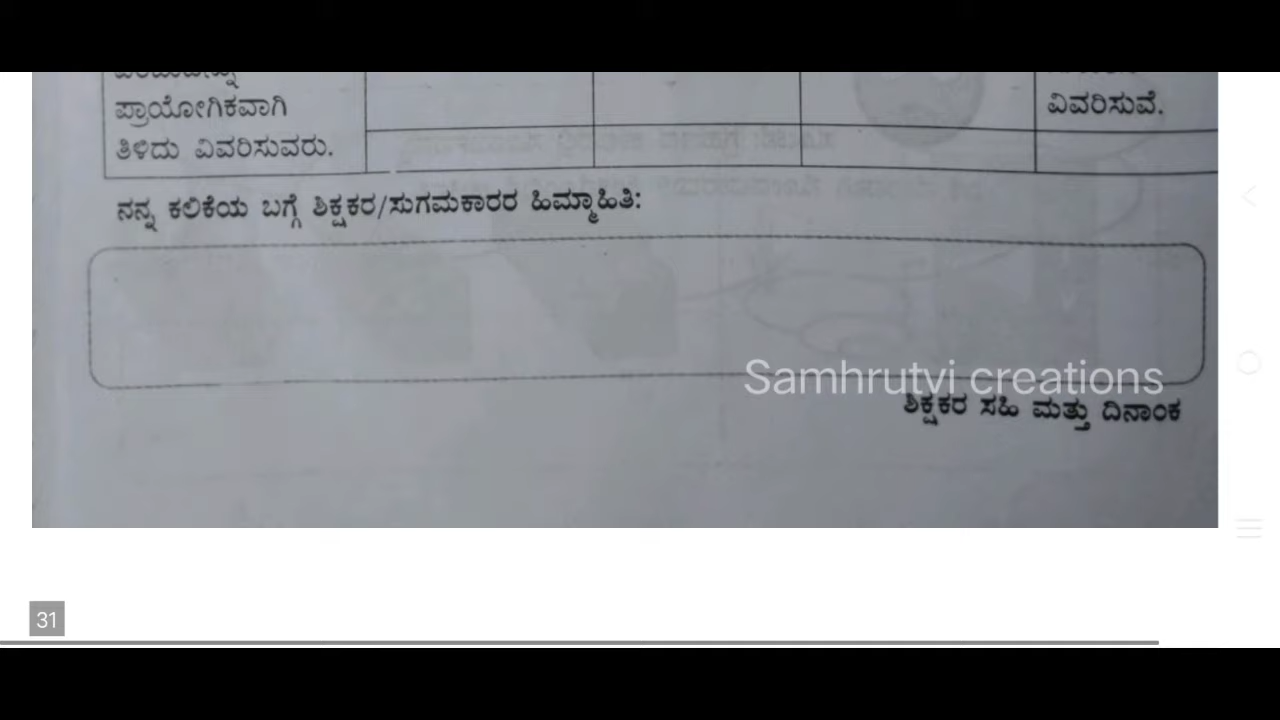 ಪ್ರಾಯೋಗಿಕವಾಗಿ
ತಿಳಿದು ವಿವರಿಸುವರು.
ವಿವರಿಸುವೆ.
ನನ್ನ ಕಲಿಕೆಯ ಬಗ್ಗೆ ಶಿಕ್ಷಕರ/ಸುಗಮಕಾರರ ಹಿಮ್ಮಾಹಿತಿ:
Samhrutvi creations
ಶಿಕ್ಷಕರ ಸಹಿ ಮತ್ತು ದಿನಾಂಕ
31